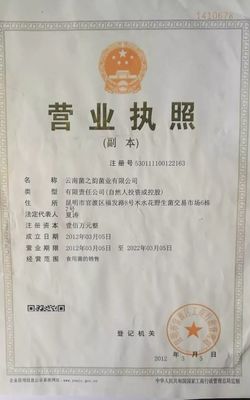 1410678
营业执照
(副 本)
注 册 号 530111100122163
名 称 云南菌之韵菌业有限公司
类 型 有限责任公司(自然人投资或控股)
住 所 昆明市官渡区福发路8号木水花野生菌交易市场6栋
7号
法定代表人 夏涛
注 册 资 本 壹佰万元整
成 立 日 期 2012年03月05日
营 业 期 限 2012年03月05日 至 2022年03月05日
经 营 范 围 食用菌的销售
登 记 机 关
2012 年 3 月 5 日
中华人民共和国国家工商行政管理总局监制